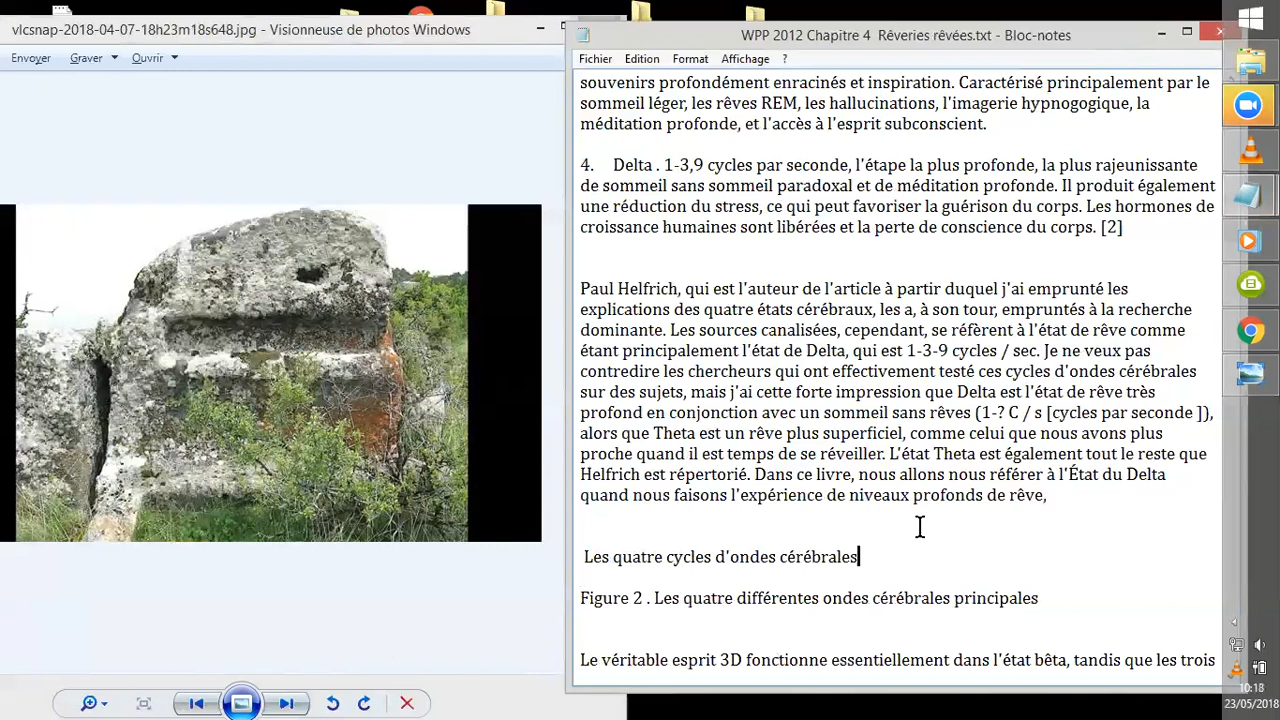 vlcsnap-2018-04-07-18h23m18s648.jpg - Visionneuse de photos Windows
Envoyer Graver Ouvrir
WPP 2012 Chapitre 4 Rêveries rêvées.txt - Bloc-notes
Fichier Edition Format Affichage ?
souvenirs profondément enracinés et inspiration. Caractérisé principalement par le
sommeil léger, les rêves REM, les hallucinations, l'imagerie hypnogogique, la
méditation profonde, et l'accès à l'esprit subconscient.
4. Delta . 1-3,9 cycles par seconde, l'étape la plus profonde, la plus rajeunissante
de sommeil sans sommeil paradoxal et de méditation profonde. Il produit également
une réduction du stress, ce qui peut favoriser la guérison du corps. Les hormones de
croissance humaines sont libérées et la perte de conscience du corps. [2]
Paul Helfrich, qui est l'auteur de l'article à partir duquel j'ai emprunté les
explications des quatre états cérébraux, les a, à son tour, empruntés à la recherche
dominante. Les sources canalisées, cependant, se réfèrent à l'état de rêve comme
étant principalement l'état de Delta, qui est 1-3-9 cycles / sec. Je ne veux pas
contredire les chercheurs qui ont effectivement testé ces cycles d'ondes cérébrales
sur des sujets, mais j'ai cette forte impression que Delta est l'état de rêve très
profond en conjonction avec un sommeil sans rêves (1-? C / s [cycles par seconde ]),
alors que Theta est un rêve plus superficiel, comme celui que nous avons plus
proche quand il est temps de se réveiller. L'état Theta est également tout le reste que
Helfrich est répertorié. Dans ce livre, nous allons nous référer à l'État du Delta
quand nous faisons l'expérience de niveaux profonds de rêve,
Les quatre cycles d'ondes cérébrales
Figure 2 . Les quatre différentes ondes cérébrales principales
Le véritable esprit 3D fonctionne essentiellement dans l'état bêta, tandis que les trois
10:18
23/05/2018